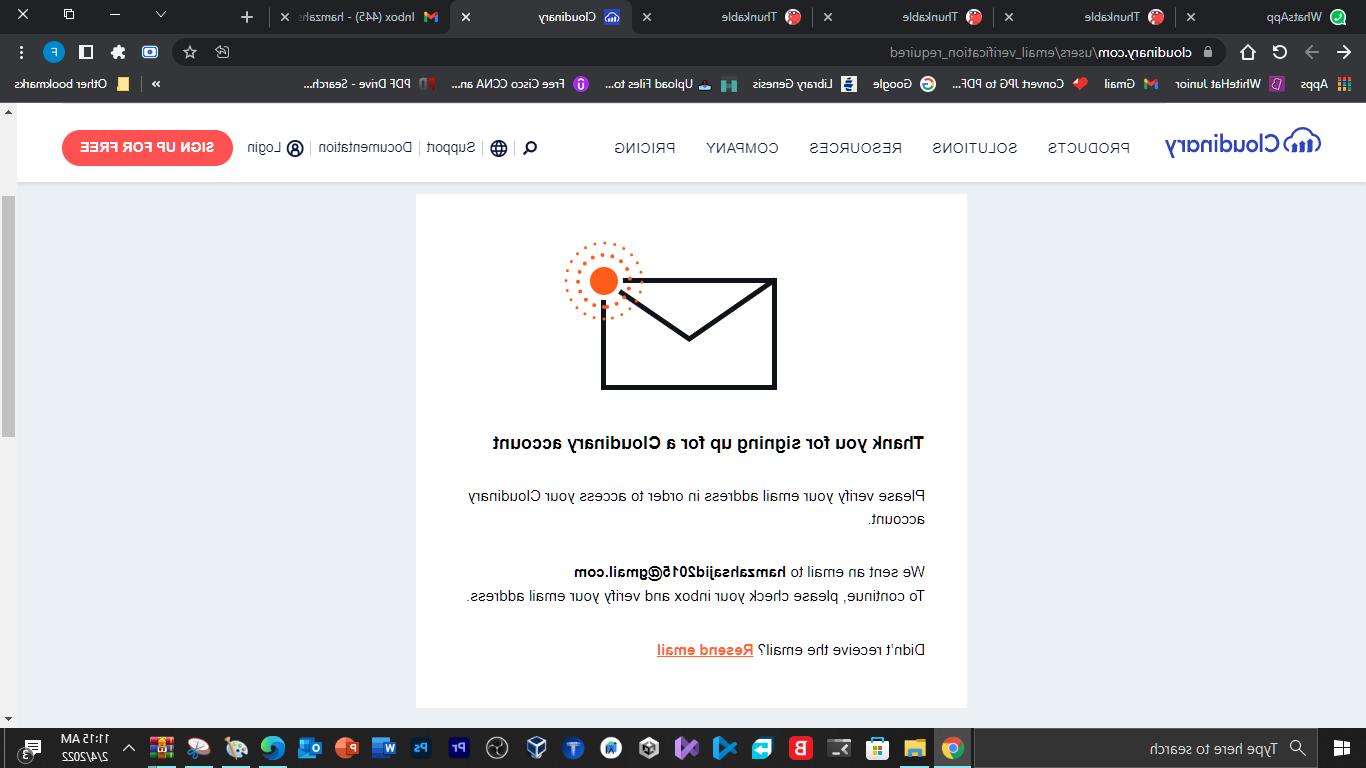 WhatsApp
Thunkable
Thunkable
Thunkable
Cloudinary
Inbox (445) - hamzahs
cloudinary.com/users/email_verification_required
F
Apps
WhiteHat Junior
Gmail
Convert JPG to PDF...
Google
Library Genesis
Upload Files to...
Free Cisco CCNA an...
PDF Drive - Search...
»
Other bookmarks
Cloudinary
PRODUCTS
SOLUTIONS
RESOURCES
COMPANY
PRICING
Support
Documentation
Login
SIGN UP FOR FREE
Thank you for signing up for a Cloudinary account
Please verify your email address in order to access your Cloudinary
account.
We sent an email to hamzahsajid2015@gmail.com
To continue, please check your inbox and verify your email address.
Didn't receive the email? Resend email
Type here to search
11:15 AM
2/4/2022
3